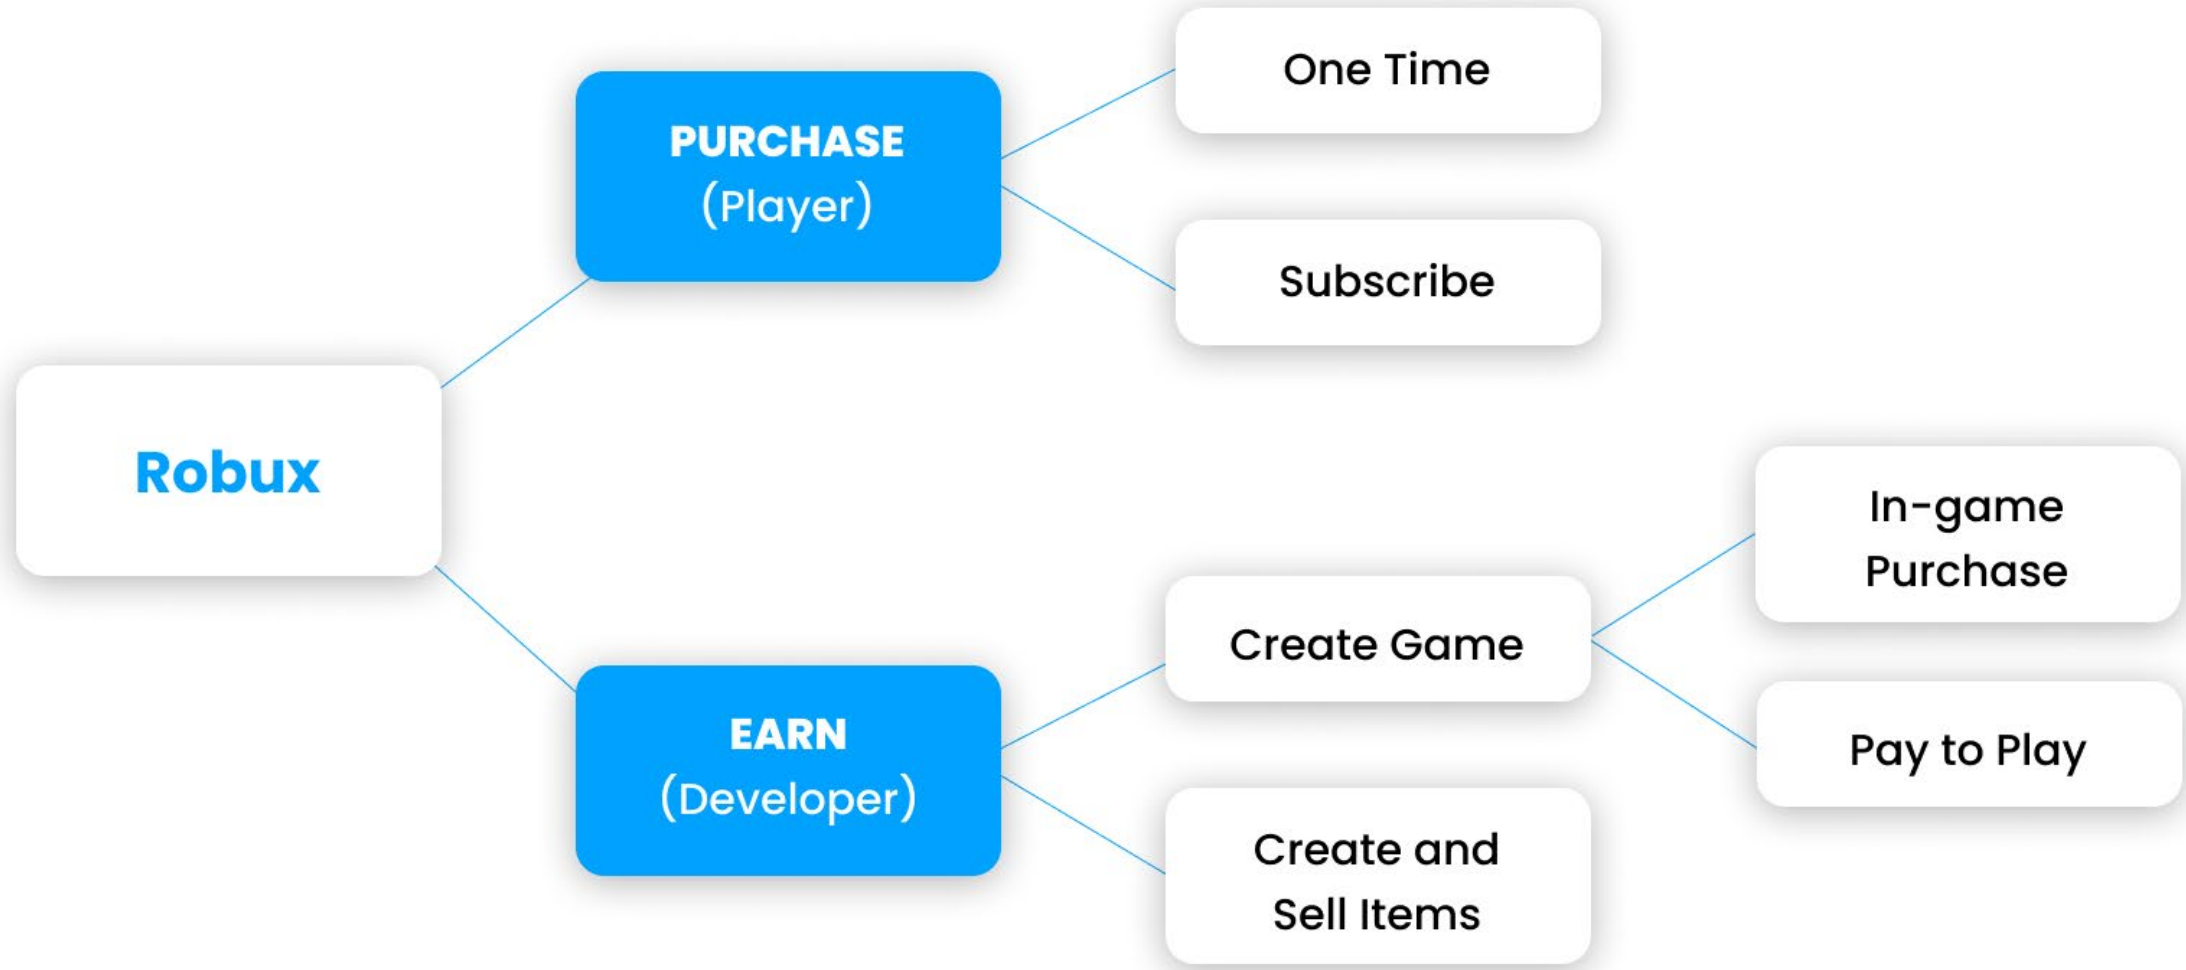 Robux
PURCHASE
(Player)
One Time
Subscribe
EARN
(Developer)
Create Game
In-game
Purchase
Pay to Play
Create and
Sell Items